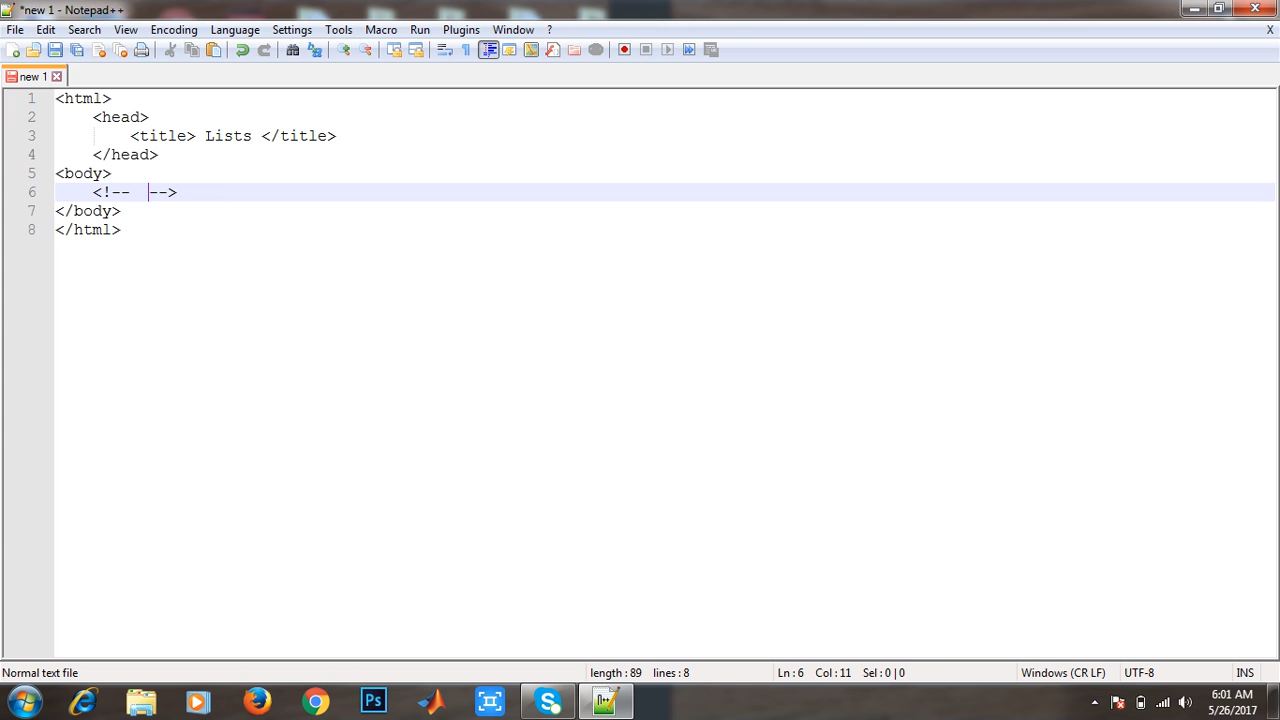 *new 1 - Notepad++
File Edit Search View Encoding Language Settings Tools Macro Run Plugins Window ? X
new 1
1 <html>
2 <head>
3 <title> Lists </title>
4 </head>
5 <body>
6 <!--  -->
7 </body>
8 </html>
Normal text file length : 89 lines : 8 Ln : 6 Col : 11 Sel : 0 | 0 Windows (CR LF) UTF-8 INS
Ps
6:01 AM
5/26/2017